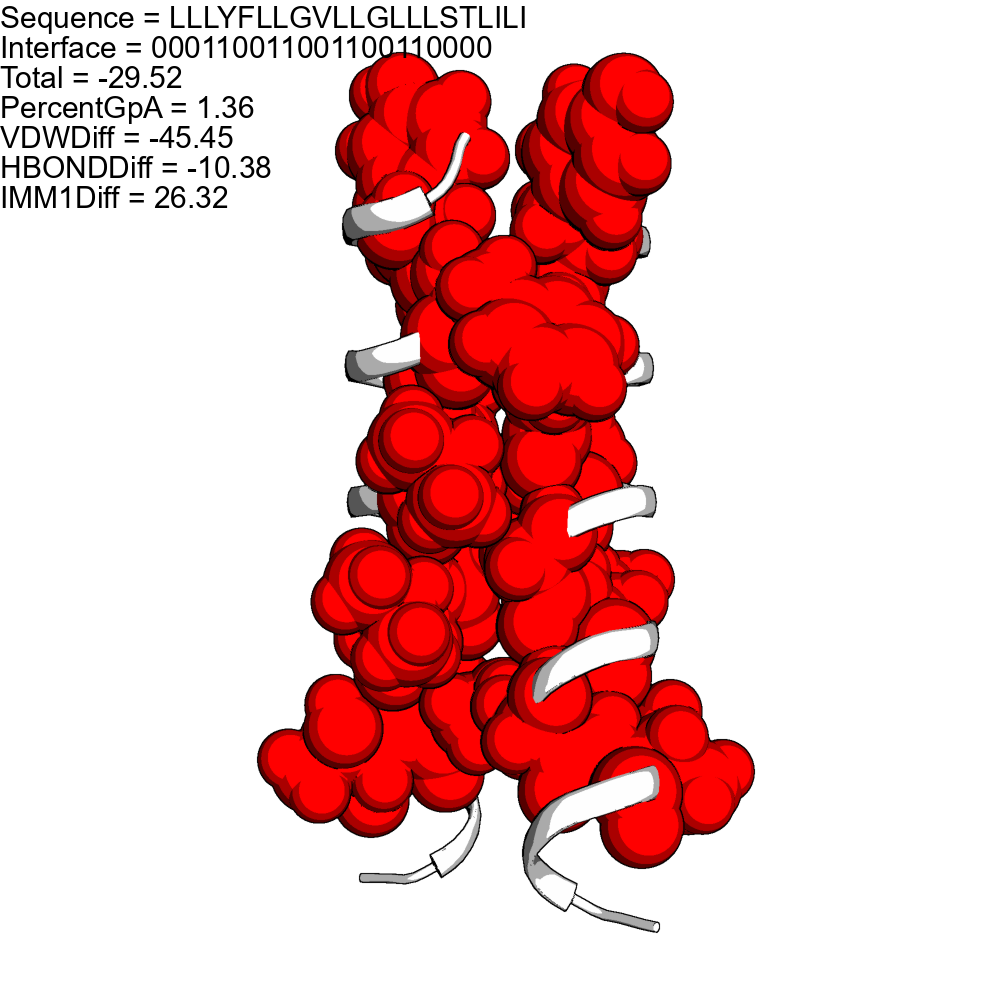 Sequence = LLLYFLLGVLLGLLLSTLILI
Interface = 000110011001100110000
Total = -29.52
PercentGpA = 1.36
VDWDiff = -45.45
HBONDDiff = -10.38
IMM1Diff = 26.32